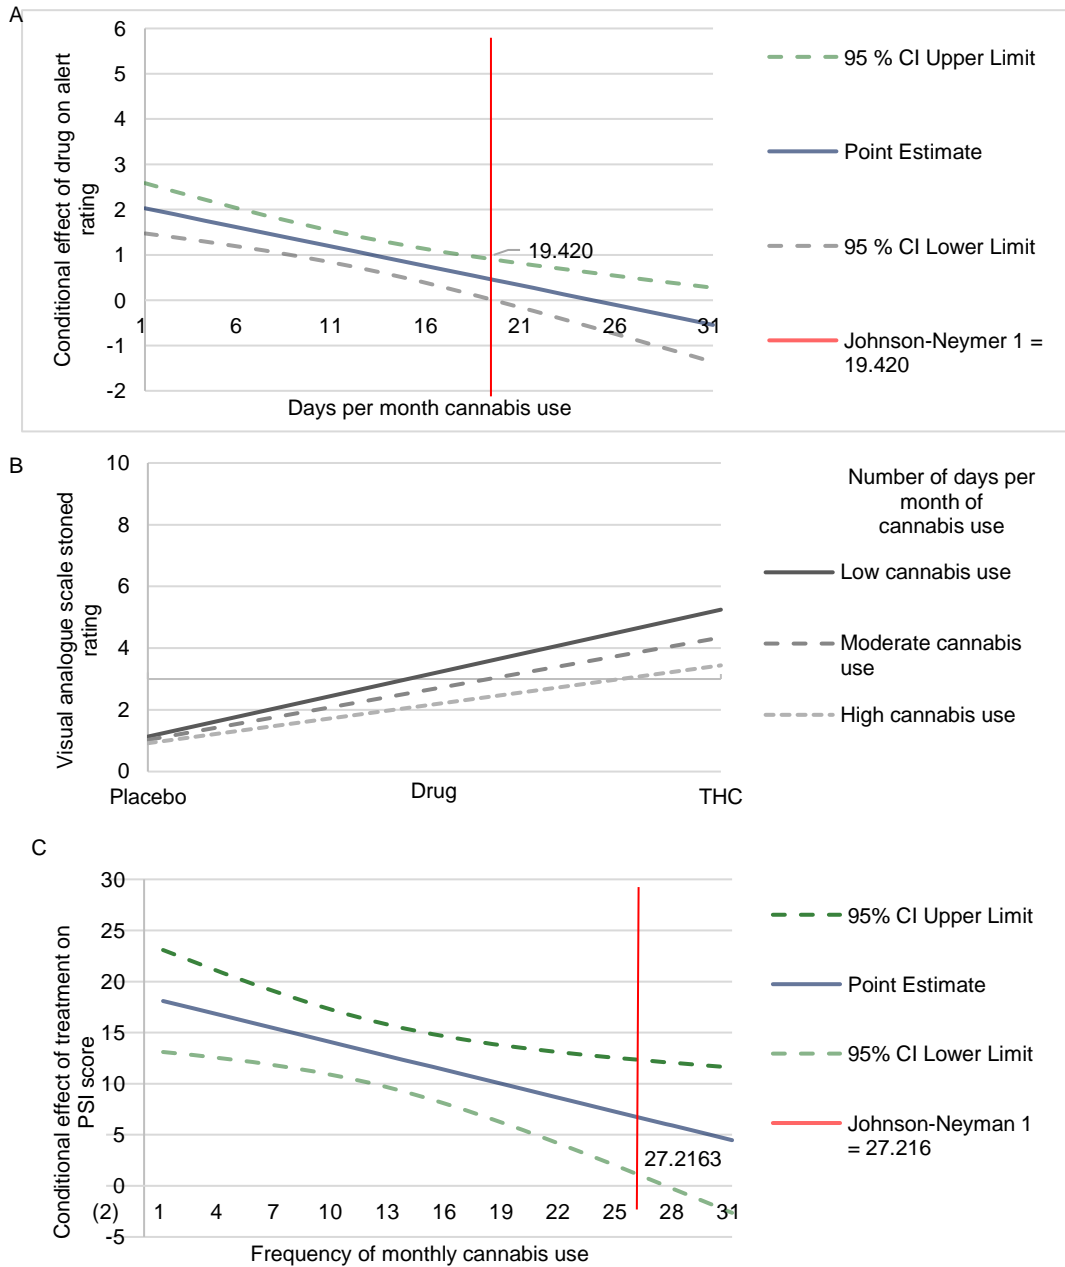 A
6
5
4
3
2
1
0
-1
-2
Conditional effect of drug on alert
rating
19.420
1 6 11 16 21 26 31
Days per month cannabis use
95 % CI Upper Limit
Point Estimate
95 % CI Lower Limit
Johnson-Neymer 1 =
19.420
B
10
8
6
4
2
0
Visual analogue scale stoned
rating
Placebo Drug THC
Number of days per
month of
cannabis use
Low cannabis use
Moderate cannabis
use
High cannabis use
C
30
25
20
15
10
5
0
-5
Conditional effect of treatment on
PSI score
27.2163
(2) 1 4 7 10 13 16 19 22 25 28 31
Frequency of monthly cannabis use
95% CI Upper Limit
Point Estimate
95% CI Lower Limit
Johnson-Neyman 1
= 27.216